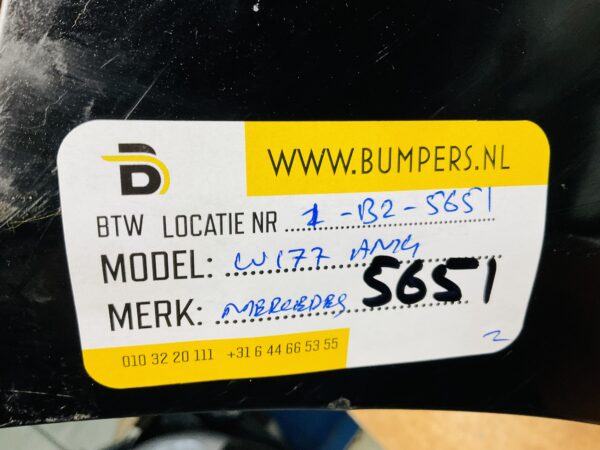 B
WWW.BUMPERS.NL
BTW LOCATIE NR 1-B2-5651
MODEL: W177 AMG
MERK: MERCEDES 5651
010 32 20 111 +31 6 44 66 53 55